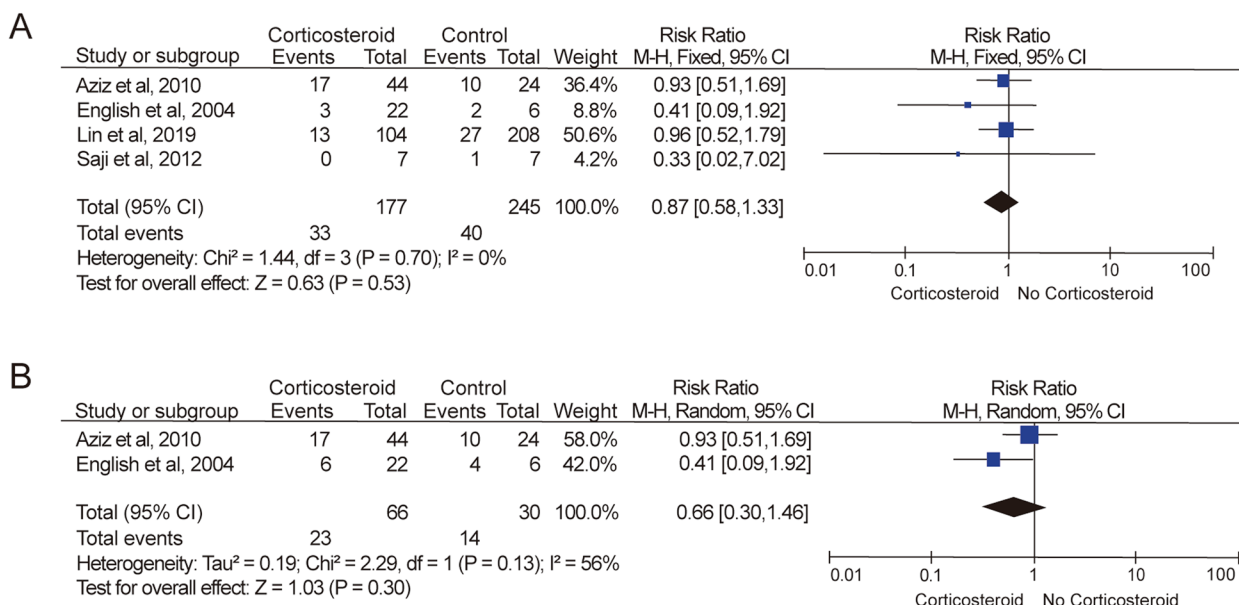 A
Corticosteroid Control Risk Ratio Risk Ratio
Study or subgroup Events Total Events Total Weight M-H, Fixed, 95% CI M-H, Fixed, 95% CI
Aziz et al, 2010 17 44 10 24 36.4% 0.93 [0.51,1.69]
English et al, 2004 3 22 2 6 8.8% 0.41 [0.09,1.92]
Lin et al, 2019 13 104 27 208 50.6% 0.96 [0.52,1.79]
Saji et al, 2012 0 7 1 7 4.2% 0.33 [0.02,7.02]
Total (95% CI) 177 245 100.0% 0.87 [0.58,1.33]
Total events 33 40
Heterogeneity: Chi² = 1.44, df = 3 (P = 0.70); I² = 0%
Test for overall effect: Z = 0.63 (P = 0.53)
0.01 0.1 1 10 100
Corticosteroid No Corticosteroid
B
Corticosteroid Control Risk Ratio Risk Ratio
Study or subgroup Events Total Events Total Weight M-H, Random, 95% CI M-H, Random, 95% CI
Aziz et al, 2010 17 44 10 24 58.0% 0.93 [0.51,1.69]
English et al, 2004 6 22 4 6 42.0% 0.41 [0.09,1.92]
Total (95% CI) 66 30 100.0% 0.66 [0.30,1.46]
Total events 23 14
Heterogeneity: Tau² = 0.19; Chi² = 2.29, df = 1 (P = 0.13); I² = 56%
Test for overall effect: Z = 1.03 (P = 0.30)
0.01 0.1 1 10 100
Corticosteroid No Corticosteroid